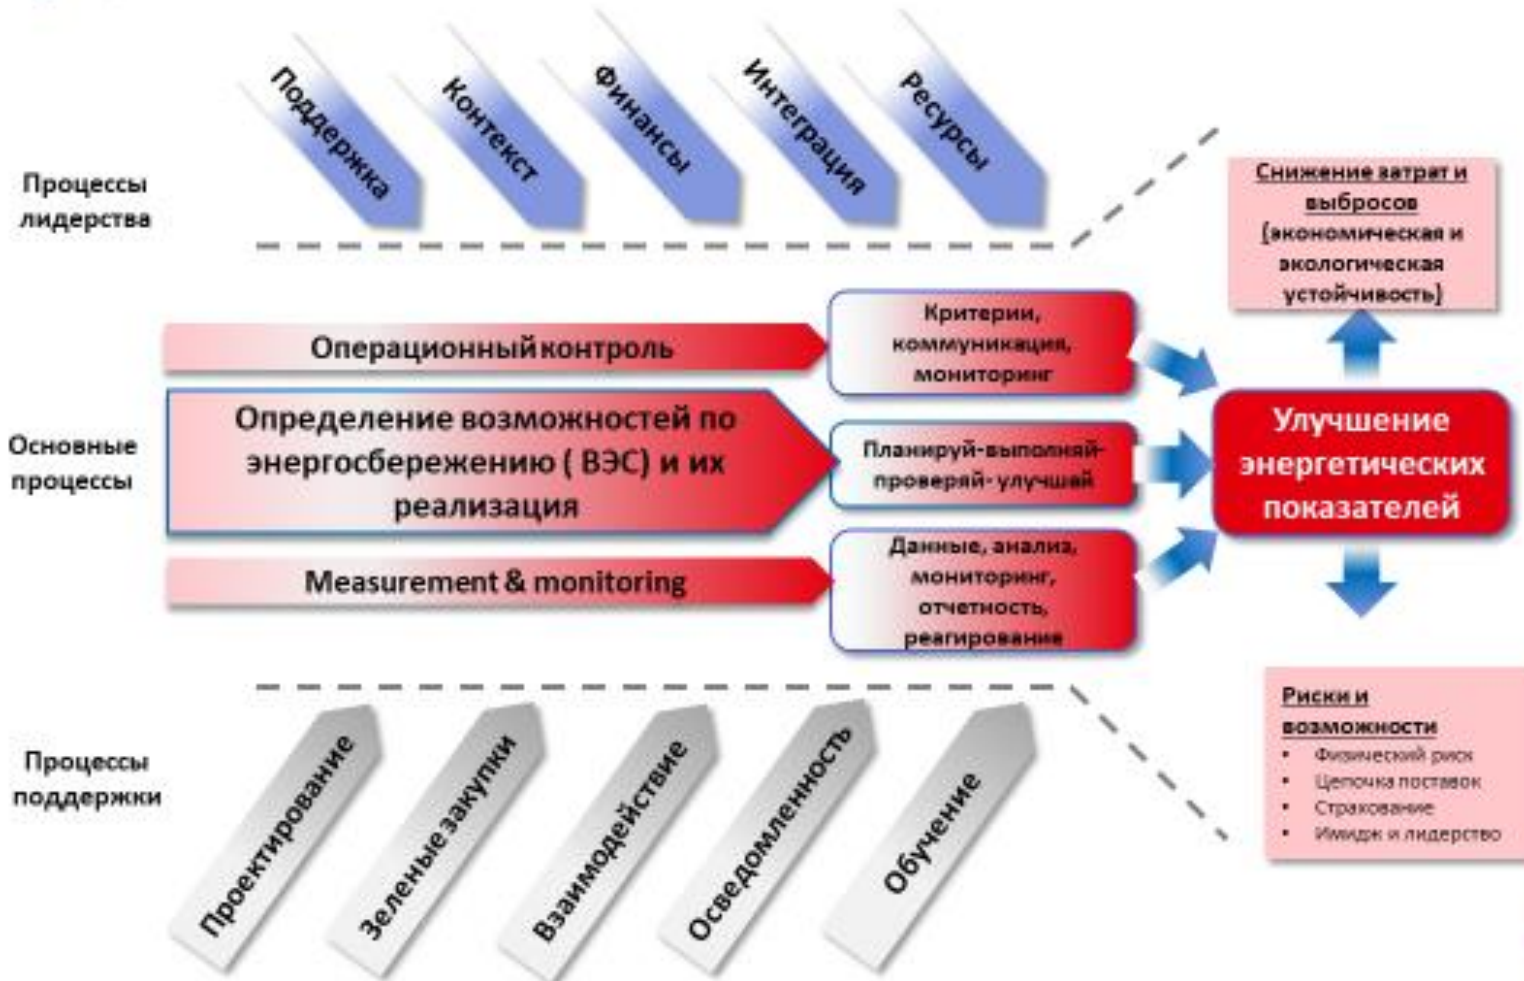 Поддержка
Контекст
Финансы
Интеграция
Ресурсы
Процессы
лидерства
Снижение затрат и
выбросов
(экономическая и
экологическая
устойчивость)
Операционный контроль
Критерии,
коммуникация,
мониторинг
Основные
процессы
Определение возможностей по
энергосбережению ( ВЭС) и их
реализация
Планируй-выполняй-
проверяй- улучшай
Улучшение
энергетических
показателей
Measurement & monitoring
Данные, анализ,
мониторинг,
отчетность,
реагирование
Процессы
поддержки
Проектирование
Зеленые закупки
Взаимодействие
Осведомленность
Обучение
Риски и
возможности
• Физический риск
• Цепочка поставок
• Страхование
• Имидж и лидерство